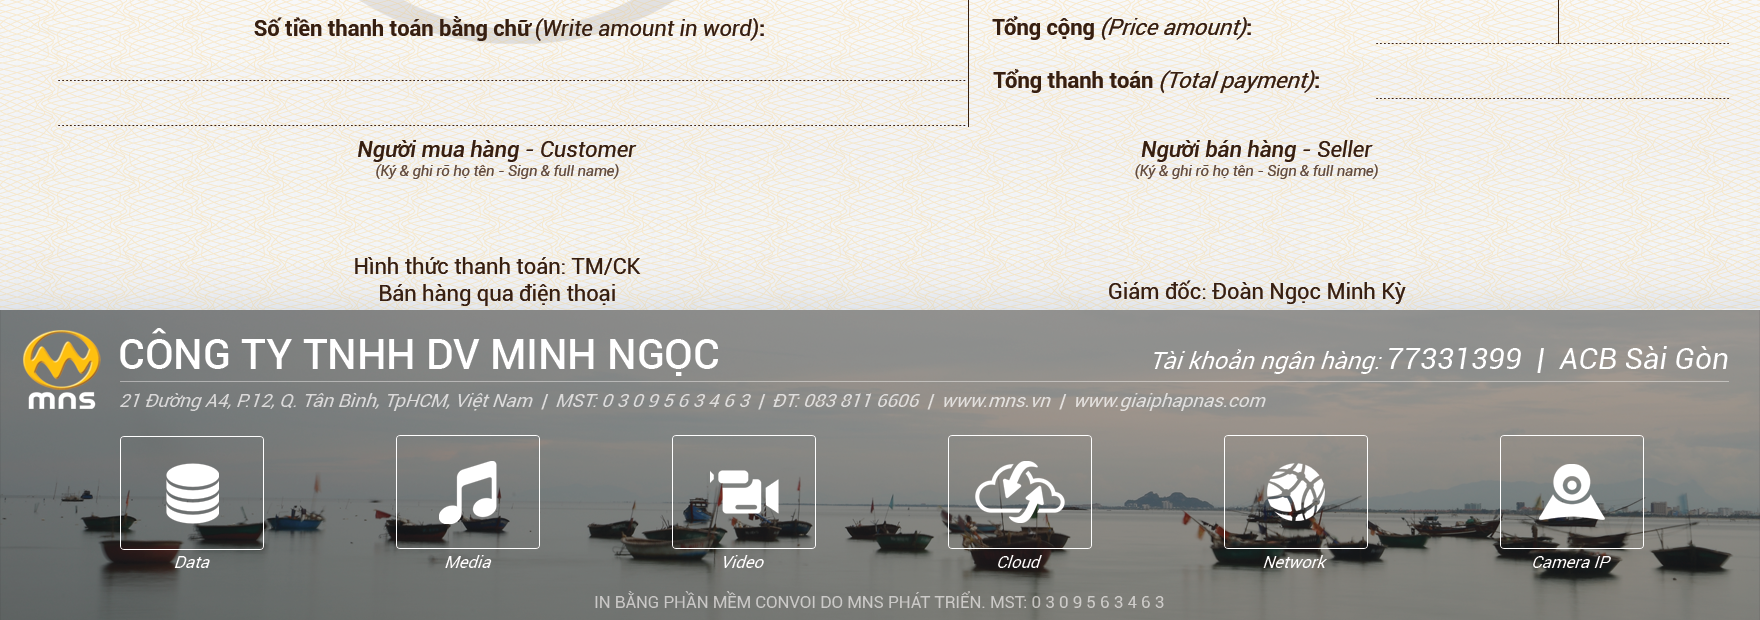 Số tiền thanh toán bằng chữ (Write amount in word):
Tổng cộng (Price amount):
Tổng thanh toán (Total payment):
Người mua hàng - Customer
(Ký & ghi rõ họ tên - Sign & full name)
Người bán hàng - Seller
(Ký & ghi rõ họ tên - Sign & full name)
Hình thức thanh toán: TM/CK
Bán hàng qua điện thoại
Giám đốc: Đoàn Ngọc Minh Kỳ
mns
CÔNG TY TNHH DV MINH NGỌC
Tài khoản ngân hàng: 77331399 | ACB Sài Gòn
21 Đường A4, P.12, Q. Tân Bình, TpHCM, Việt Nam | MST: 0 3 0 9 5 6 3 4 6 3 | ĐT: 083 811 6606 | www.mns.vn | www.giaiphapnas.com
Data
Media
Video
Cloud
Network
Camera IP
IN BẰNG PHẦN MỀM CONVOI DO MNS PHÁT TRIỂN. MST: 0 3 0 9 5 6 3 4 6 3